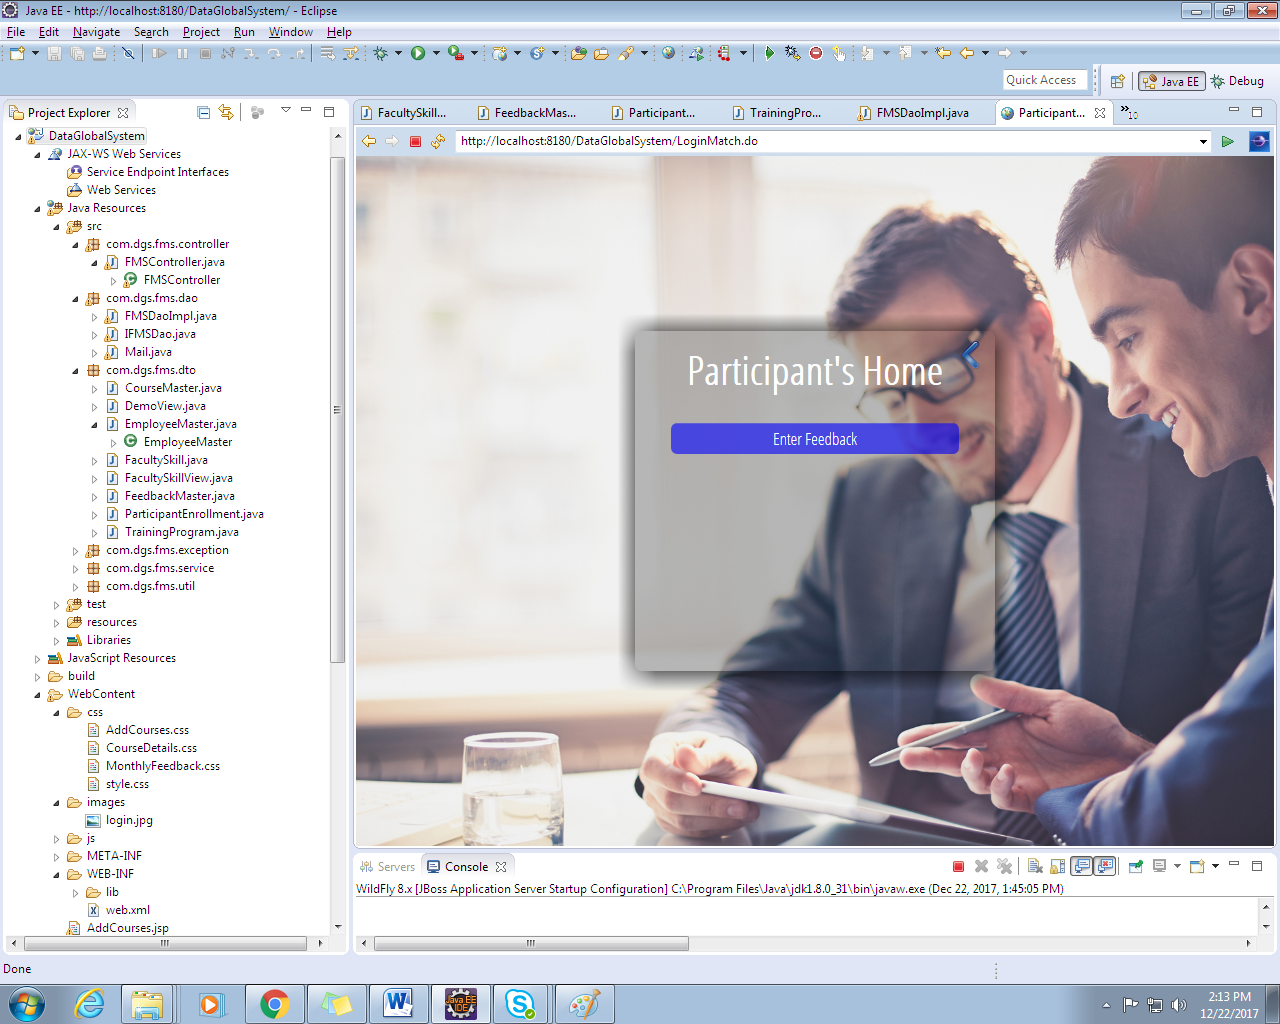 Java EE - http://localhost:8180/DataGlobalSystem/ - Eclipse
File Edit Navigate Search Project Run Window Help
Quick Access
Java EE
Debug
Project Explorer
FacultySkill...
FeedbackMas...
Participant...
TrainingPro...
FMSDaoImpl.java
Participant...
»10
http://localhost:8180/DataGlobalSystem/LoginMatch.do
DataGlobalSystem
JAX-WS Web Services
Service Endpoint Interfaces
Web Services
Java Resources
src
com.dgs.fms.controller
FMSController.java
FMSController
com.dgs.fms.dao
FMSDaoImpl.java
IFMSDao.java
Mail.java
com.dgs.fms.dto
CourseMaster.java
DemoView.java
EmployeeMaster.java
EmployeeMaster
FacultySkill.java
FacultySkillView.java
FeedbackMaster.java
ParticipantEnrollment.java
TrainingProgram.java
com.dgs.fms.exception
com.dgs.fms.service
com.dgs.fms.util
test
resources
Libraries
JavaScript Resources
build
WebContent
css
AddCourses.css
CourseDetails.css
MonthlyFeedback.css
style.css
images
login.jpg
js
META-INF
WEB-INF
lib
web.xml
AddCourses.jsp
Participant's Home
Enter Feedback
Servers
Console
WildFly 8.x [JBoss Application Server Startup Configuration] C:\Program Files\Java\jdk1.8.0_31\bin\javaw.exe (Dec 22, 2017, 1:45:05 PM)
Done
Java EE
IDE
2:13 PM
12/22/2017